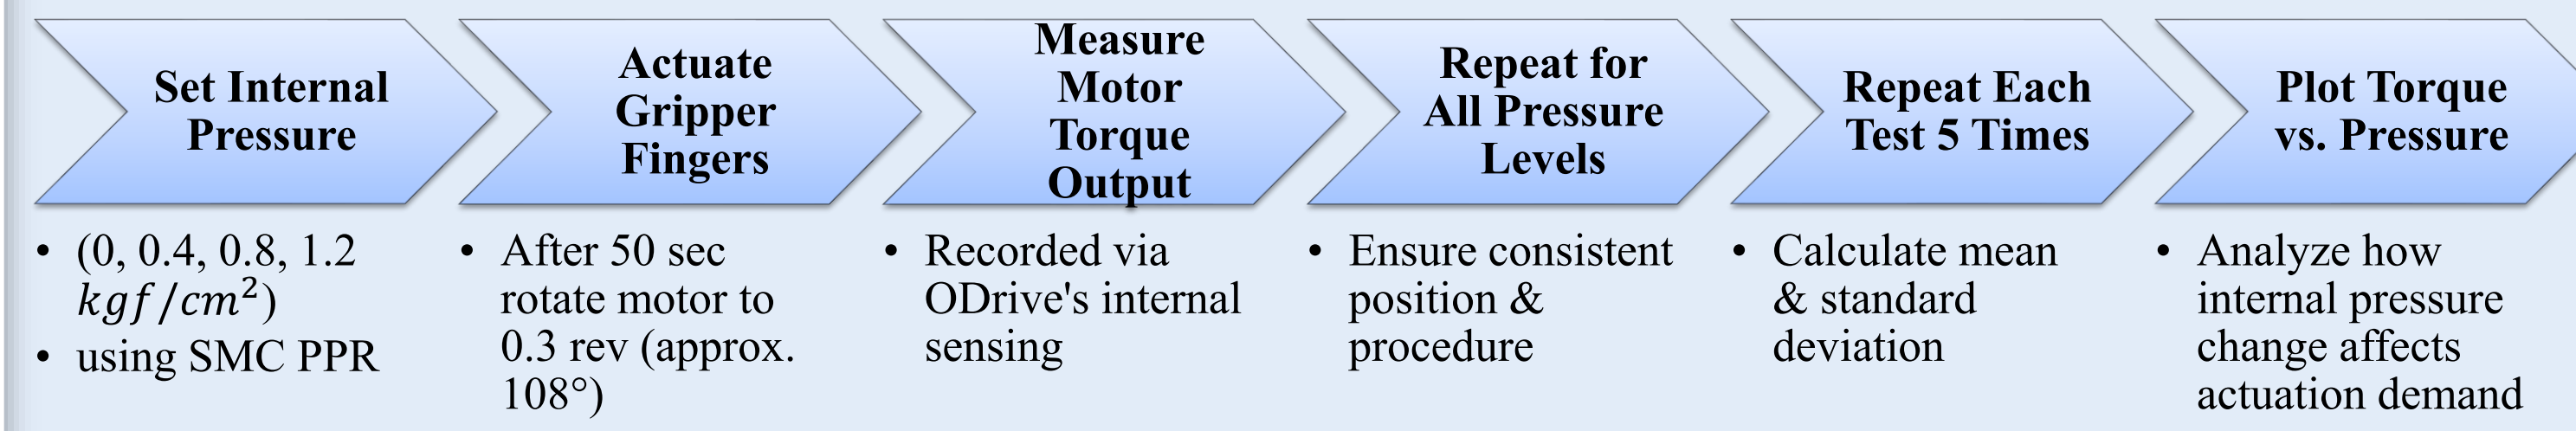 Set Internal
Pressure
• (0, 0.4, 0.8, 1.2
kgf/cm²)
• using SMC PPR
Actuate
Gripper
Fingers
• After 50 sec
rotate motor to
0.3 rev (approx.
108°)
Measure
Motor
Torque
Output
• Recorded via
ODrive's internal
sensing
Repeat for
All Pressure
Levels
• Ensure consistent
position &
procedure
Repeat Each
Test 5 Times
• Calculate mean
& standard
deviation
Plot Torque
vs. Pressure
• Analyze how
internal pressure
change affects
actuation demand